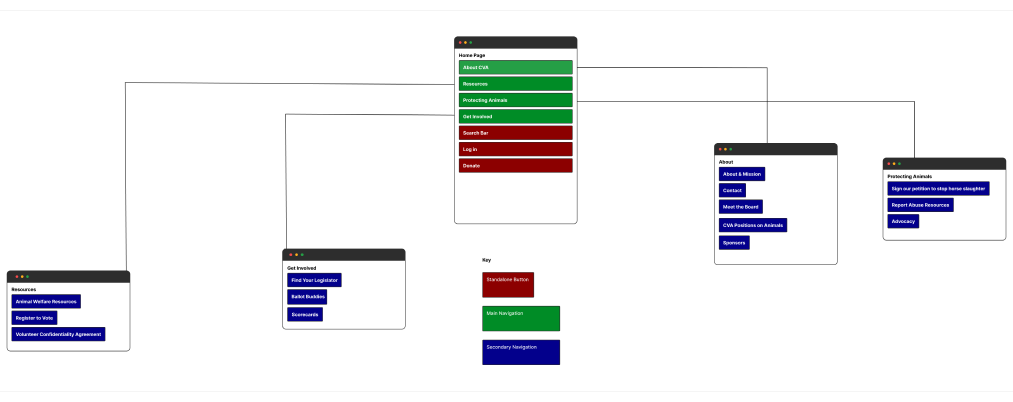 Home Page
About CVA
Resources
Protecting Animals
Get Involved
Search Bar
Log in
Donate
About
About & Mission
Contact
Meet the Board
CVA Positions on Animals
Sponsors
Protecting Animals
Sign our petition to stop horse slaughter
Report Abuse Resources
Advocacy
Get Involved
Find Your Legislator
Ballot Buddies
Scorecards
Resources
Animal Welfare Resources
Register to Vote
Volunteer Confidentiality Agreement
Key
Standalone Button
Main Navigation
Secondary Navigation